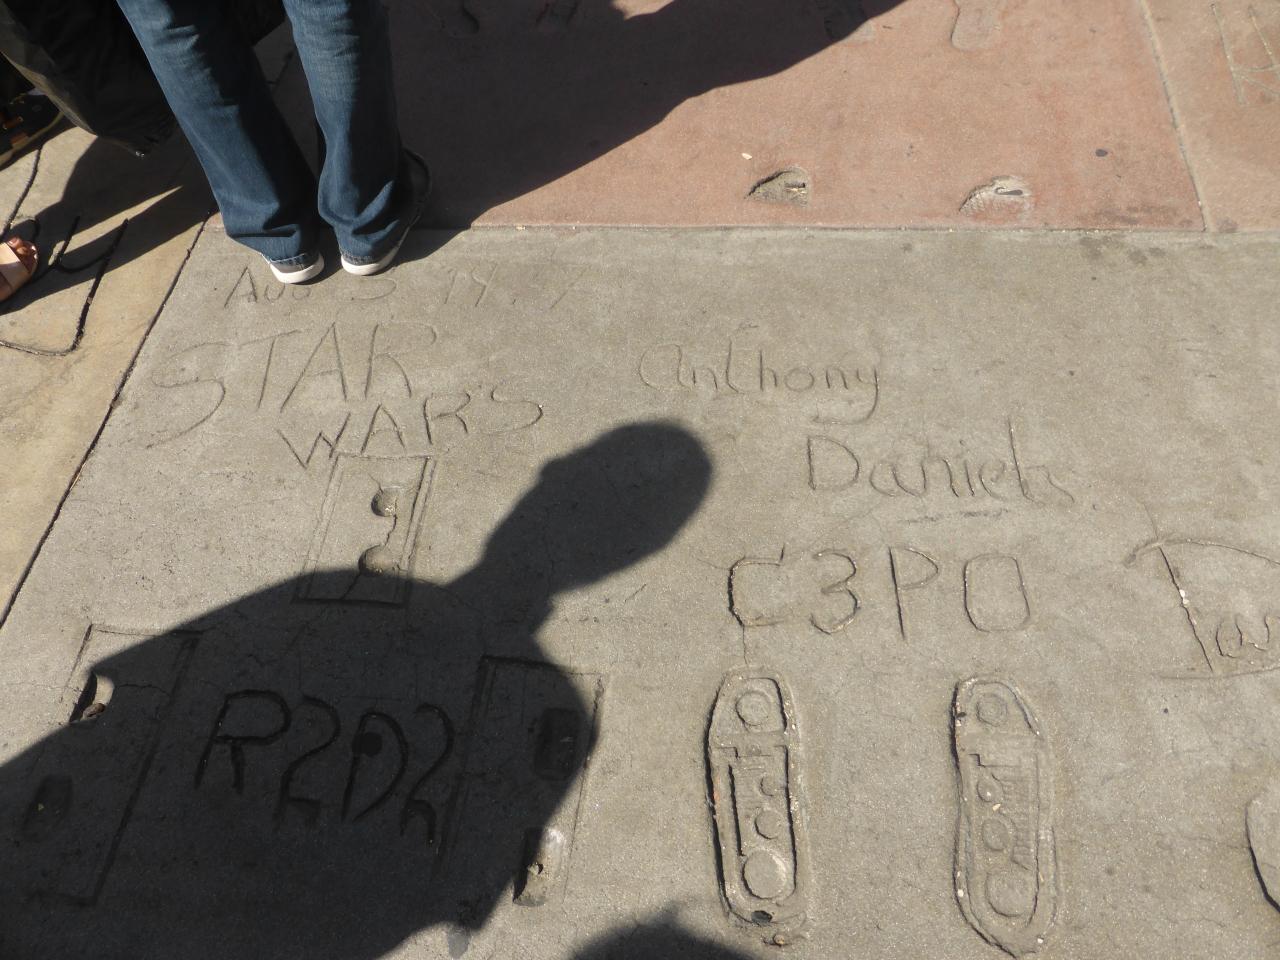 AUG 3 1977
STAR
WARS
Anthony
Daniels
C3PO
R2D2